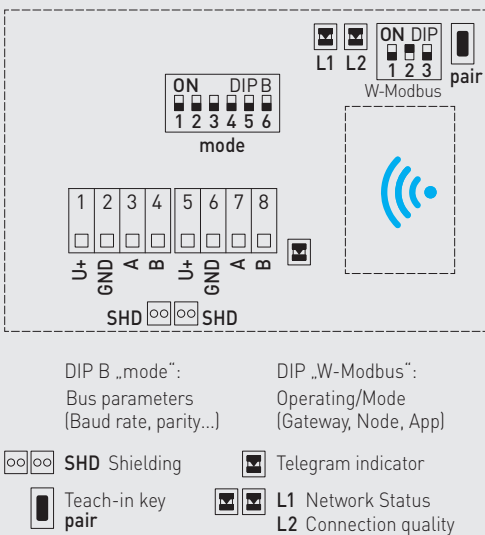 L1 L2
ON DIP
1 2 3
W-Modbus
pair
ON DIP B
1 2 3 4 5 6
mode
1 2 3 4 5 6 7 8
U+ GND A B U+ GND A B
SHD SHD
DIP B „mode“:
Bus parameters
(Baud rate, parity...)
DIP „W-Modbus“:
Operating/Mode
(Gateway, Node, App)
SHD Shielding
Telegram indicator
Teach-in key
pair
L1 Network Status
L2 Connection quality